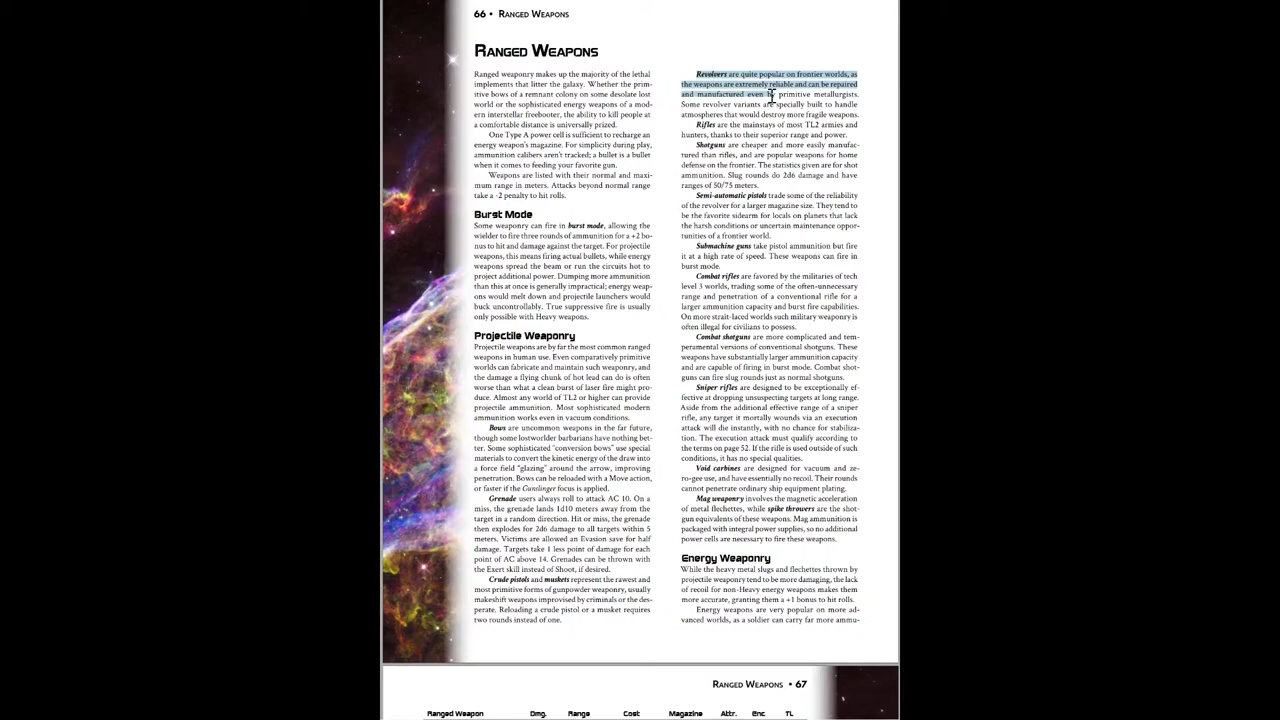 66 • Ranged Weapons
Ranged Weapons
Ranged weaponry makes up the majority of the lethal
implements that litter the galaxy. Whether the prim-
itive bows of a remnant colonist on some desolate lost
world or the sophisticated energy weapons of a mod-
ern interstellar freebooter, the ability to kill people at
a comfortable distance is universally prized.
One Type A power cell is sufficient to recharge an
energy weapon's magazine. For simplicity during play,
ammunition calibers aren't tracked; a bullet is a bullet
when it comes to feeding your favorite gun.
Weapons are listed with their normal and maxi-
mum range in meters. Attacks beyond normal range
take a -2 penalty to hit rolls.
Burst Mode
Some weaponry can fire in burst mode, allowing the
wielder to fire three rounds of ammunition for a +2 bo-
nus to hit and damage against the target. For projectile
weapons, this means firing actual bullets, while energy
weapons spread the beam or run the circuits hot to
project additional power. Dumping more ammunition
than this at once is generally impractical; energy weap-
ons would melt down and projectile launchers would
buck uncontrollably. True suppressive fire is usually
only possible with Heavy weapons.
Projectile Weaponry
Projectile weapons are by far the most common ranged
weapons in human use. Even comparatively primitive
worlds can fabricate and maintain such weaponry, and
the damage a flying chunk of hot lead can do is often
worse than what a clean burst of laser fire might pro-
duce. Almost any world of TL2 or higher can provide
projectile ammunition. Most sophisticated modern
ammunition works even in vacuum conditions.
Bows are uncommon weapons in the far future,
though some lostworlder barbarians have nothing bet-
ter. Some sophisticated "conversion bows" use special
materials to convert the kinetic energy of the draw into
a force field "glazing" around the arrow, improving
penetration. Bows can be reloaded with a Move action,
or faster if the Gunslinger focus is applied.
Grenade users always roll to attack AC 10. On a
miss, the grenade lands 1d10 meters away from the
target in a random direction. Hit or miss, the grenade
then explodes for 2d6 damage to all targets within 5
meters. Victims are allowed an Evasion save for half
damage. Targets take 1 less point of damage for each
point of AC above 14. Grenades can be thrown with
the Exert skill instead of Shoot, if desired.
Crude pistols and muskets represent the rawest and
most primitive forms of gunpowder weaponry, usually
makeshift weapons improvised by criminals or the des-
perate. Reloading a crude pistol or a musket requires
two rounds instead of one.
Revolvers are quite popular on frontier worlds, as
the weapons are extremely reliable and can be repaired
and manufactured even by primitive metallurgists.
Some revolver variants are specially built to handle
atmospheres that would destroy more fragile weapons.
Rifles are the mainstays of most TL2 armies and
hunters, thanks to their superior range and power.
Shotguns are cheaper and more easily manufac-
tured than rifles, and are popular weapons for home
defense on the frontier. The statistics given are for shot
ammunition. Slug rounds do 2d6 damage and have
ranges of 50/75 meters.
Semi-automatic pistols trade some of the reliability
of the revolver for a larger magazine size. They tend to
be the favorite sidearm for locals on planets that lack
the harsh conditions or uncertain maintenance oppor-
tunities of a frontier world.
Submachine guns take pistol ammunition but fire
it at a high rate of speed. These weapons can fire in
burst mode.
Combat rifles are favored by the militaries of tech
level 3 worlds, trading some of the often-unnecessary
range and penetration of a conventional rifle for a
larger ammunition capacity and burst fire capabilities.
On more strait-laced worlds such military weaponry is
often illegal for civilians to possess.
Combat shotguns are more complicated and tem-
peramental versions of conventional shotguns. These
weapons have substantially larger ammunition capacity
and are capable of firing in burst mode. Combat shot-
guns can fire slug rounds just as normal shotguns.
Sniper rifles are designed to be exceptionally ef-
fective at dropping unsuspecting targets at long range.
Aside from the additional effective range of a sniper
rifle, any target it mortally wounds via an execution
attack will die instantly, with no chance for stabiliza-
tion. The execution attack must qualify according to
the terms on page 52. If the rifle is used outside of such
conditions, it has no special qualities.
Void carbines are designed for vacuum and ze-
ro-gee use, and have essentially no recoil. Their rounds
cannot penetrate ordinary ship equipment plating.
Mag weaponry involves the magnetic acceleration
of metal flechettes, while spike throwers are the shot-
gun equivalents of these weapons. Mag ammunition is
packaged with integral power supplies, so no additional
power cells are necessary to fire these weapons.
Energy Weaponry
While the heavy metal slugs and flechettes thrown by
projectile weaponry tend to be more damaging, the lack
of recoil for non-Heavy energy weapons makes them
more accurate, granting them a +1 bonus to hit rolls.
Energy weapons are very popular on more ad-
vanced worlds, as a soldier can carry far more ammu-
Ranged Weapons • 67
Ranged Weapon Dmg. Range Cost Magazine Attr. Enc TL